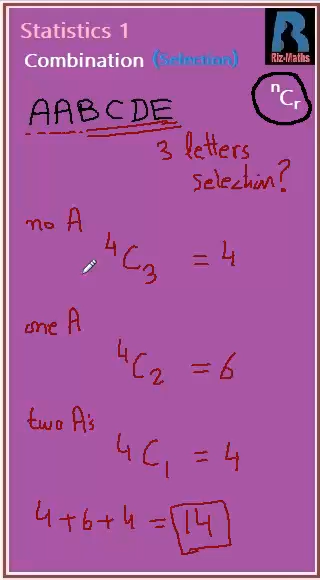 Statistics 1
Riz-Maths
Combination (Selection)
ⁿCᵣ
AABCDE
3 letters
selection?
no A
⁴C₃ = 4
one A
⁴C₂ = 6
two A's
⁴C₁ = 4
4+6+4 = 14